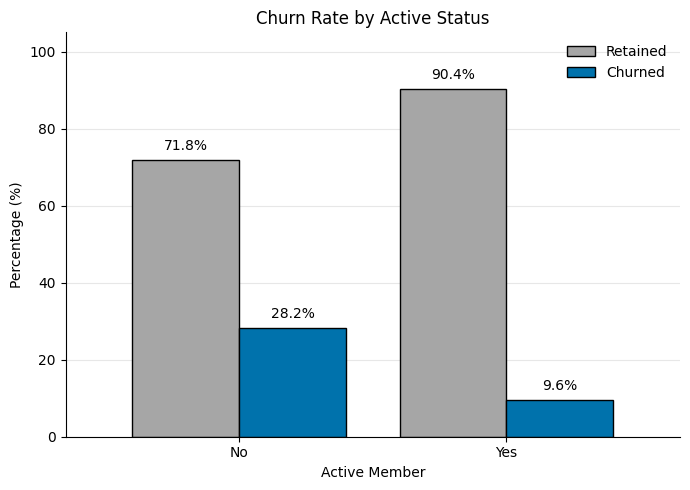 Churn Rate by Active Status
Retained
Churned
Percentage (%)
100
80
60
40
20
0
71.8%
28.2%
90.4%
9.6%
No
Yes
Active Member